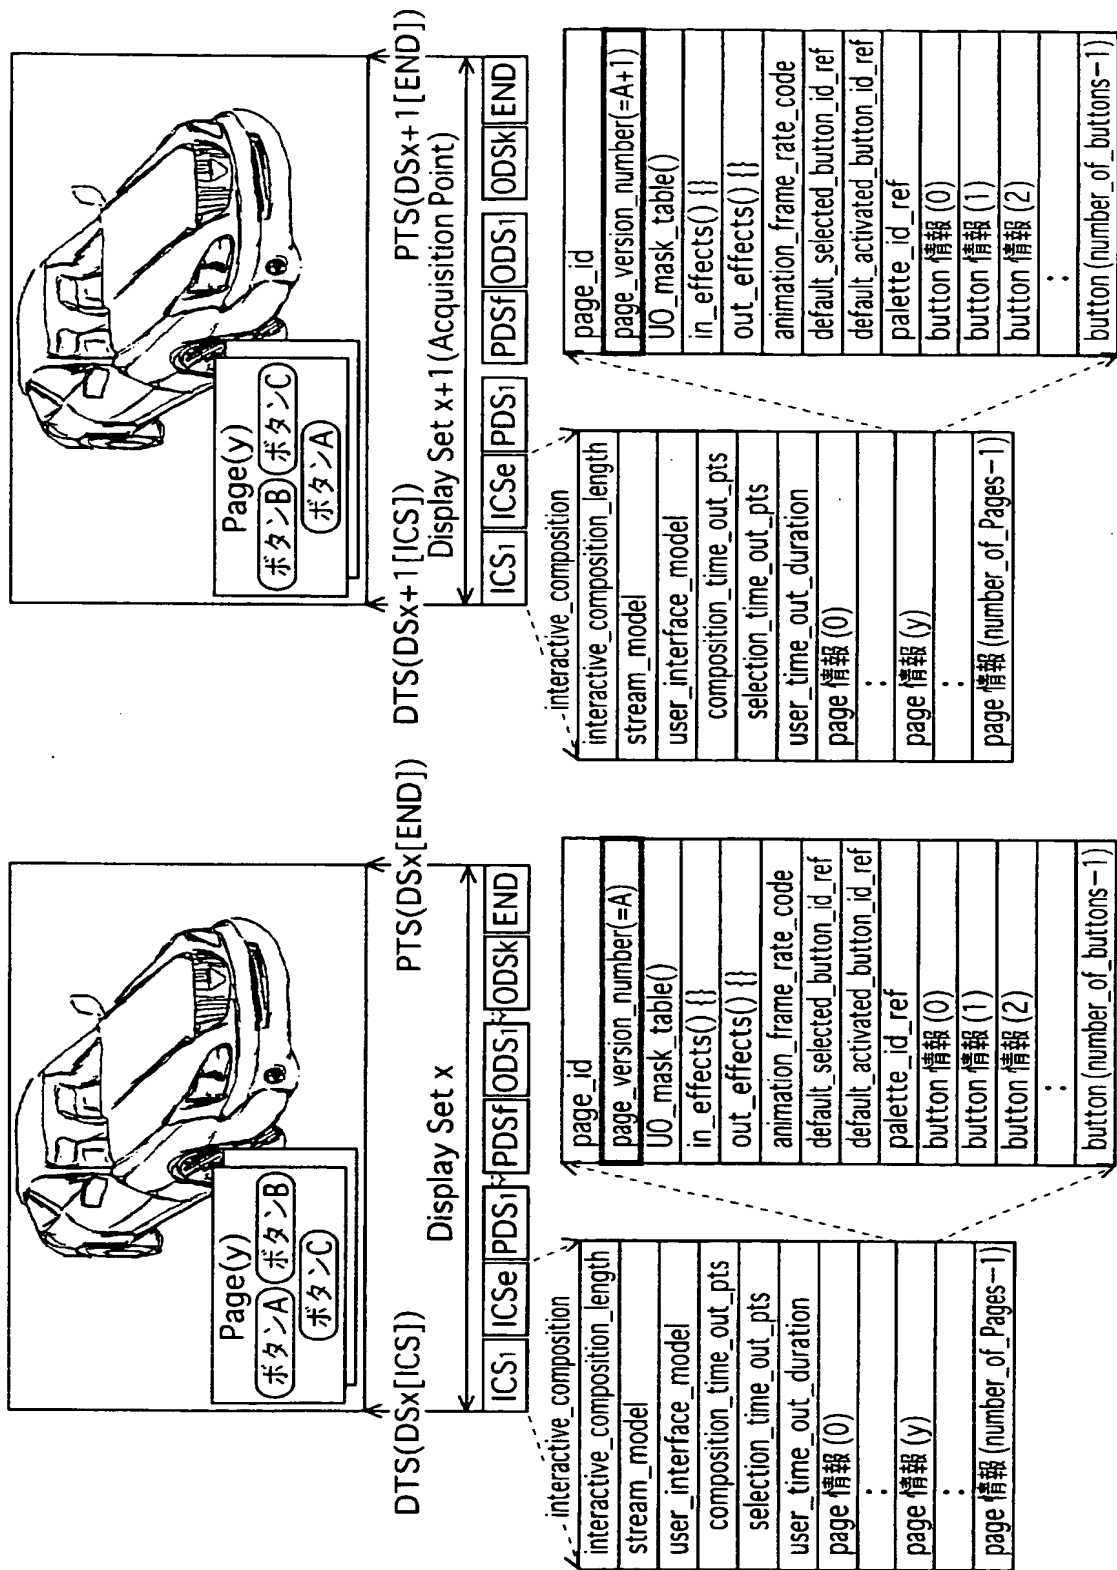 Page(y)
ボタンA ボタンB
ボタンC
DTS(DSx[ICS])
PTS(DSx[END])
Display Set x
ICS1 ICSe PDS1 PDSf ODS1 ODSk END
interactive_composition
interactive_composition_length
stream_model
user_interface_model
composition_time_out_pts
selection_time_out_pts
user_time_out_duration
page 情報(0)
:
page 情報(y)
:
page 情報(number_of_Pages-1)
page_id
page_version_number(=A)
UO_mask_table()
in_effects() {}
out_effects() {}
animation_frame_rate_code
default_selected_button_id_ref
default_activated_button_id_ref
palette_id_ref
button 情報(0)
button 情報(1)
button 情報(2)
:
button (number_of_buttons-1)
Page(y)
ボタンB ボタンC
ボタンA
DTS(DSx+1[ICS])
PTS(DSx+1[END])
Display Set x+1(Acquisition Point)
ICS1 ICSe PDS1 PDSf ODS1 ODSk END
interactive_composition
interactive_composition_length
stream_model
user_interface_model
composition_time_out_pts
selection_time_out_pts
user_time_out_duration
page 情報(0)
:
page 情報(y)
:
page 情報(number_of_Pages-1)
page_id
page_version_number(=A+1)
UO_mask_table()
in_effects() {}
out_effects() {}
animation_frame_rate_code
default_selected_button_id_ref
default_activated_button_id_ref
palette_id_ref
button 情報(0)
button 情報(1)
button 情報(2)
:
button (number_of_buttons-1)